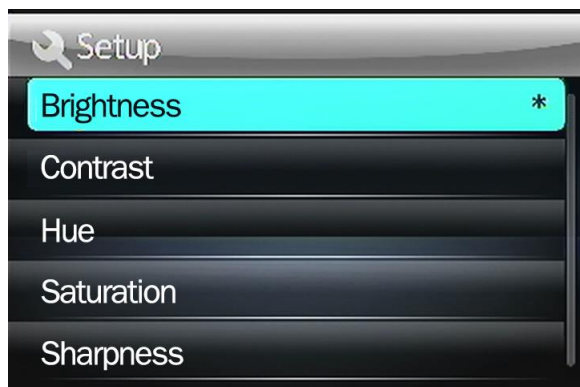 Setup
Brightness *
Contrast
Hue
Saturation
Sharpness